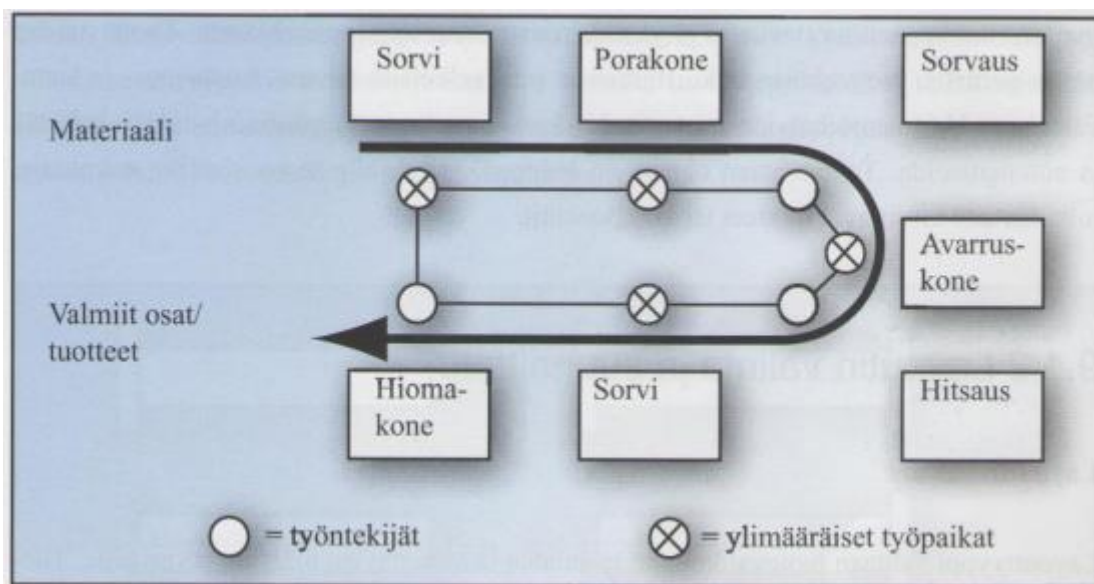 Sorvi
Porakone
Sorvaus
Materiaali
Avarrus-
kone
Valmiit osat/
tuotteet
Hioma-
kone
Sorvi
Hitsaus
= työntekijät
= ylimääräiset työpaikat